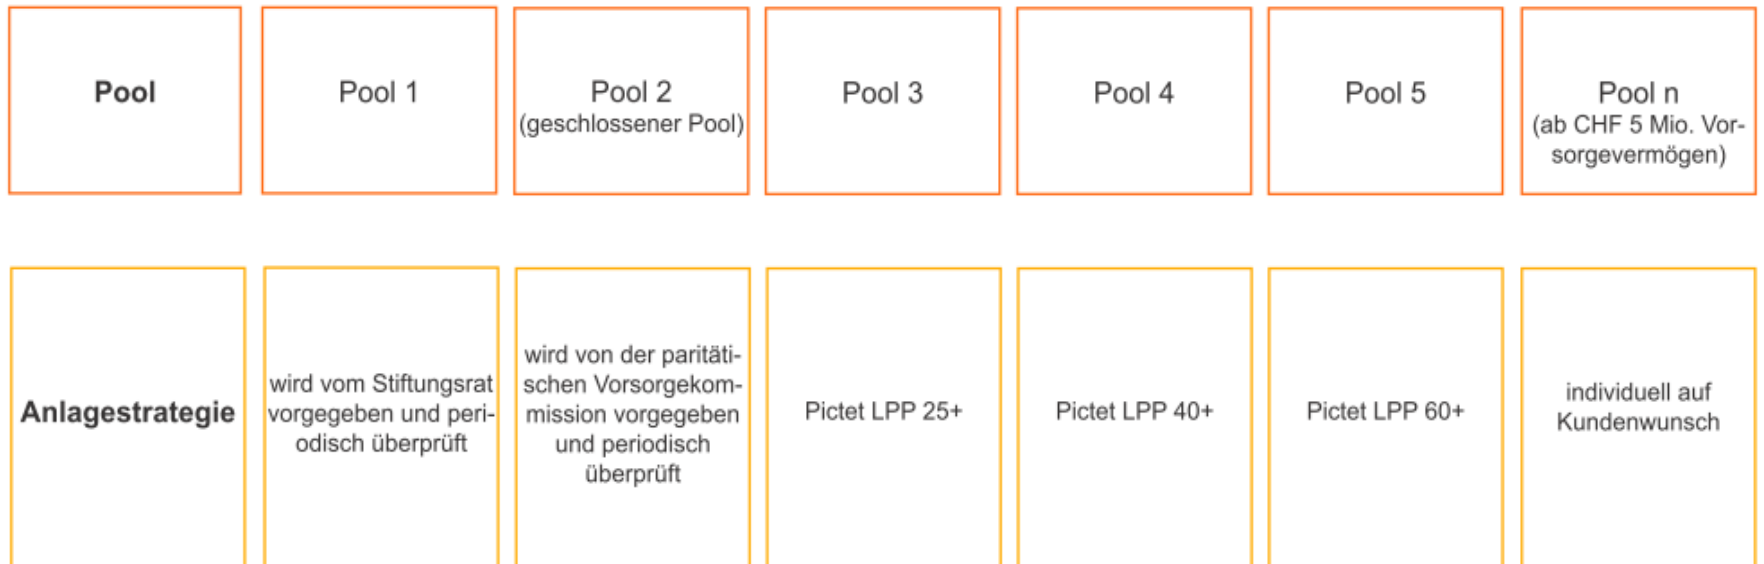 Pool
Pool 1
Pool 2
(geschlossener Pool)
Pool 3
Pool 4
Pool 5
Pool n
(ab CHF 5 Mio. Vor-
sorgevermögen)
Anlagestrategie
wird vom Stiftungsrat
vorgegeben und peri-
odisch überprüft
wird von der paritäti-
schen Vorsorgekom-
mission vorgegeben
und periodisch
überprüft
Pictet LPP 25+
Pictet LPP 40+
Pictet LPP 60+
individuell auf
Kundenwunsch